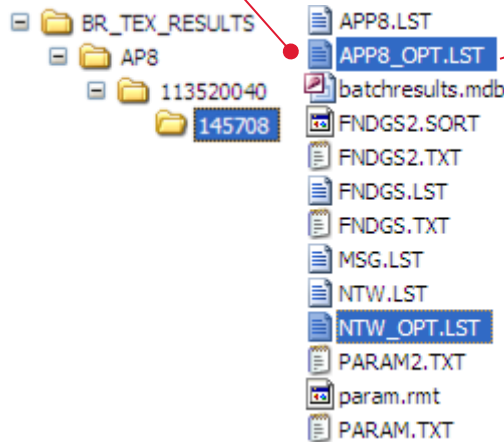 BR_TEX_RESULTS
AP8
113520040
145708
APP8.LST
APP8_OPT.LST
batchresults.mdb
FNDGS2.SORT
FNDGS2.TXT
FNDGS.LST
FNDGS.TXT
MSG.LST
NTW.LST
NTW_OPT.LST
PARAM2.TXT
param.rmt
PARAM.TXT